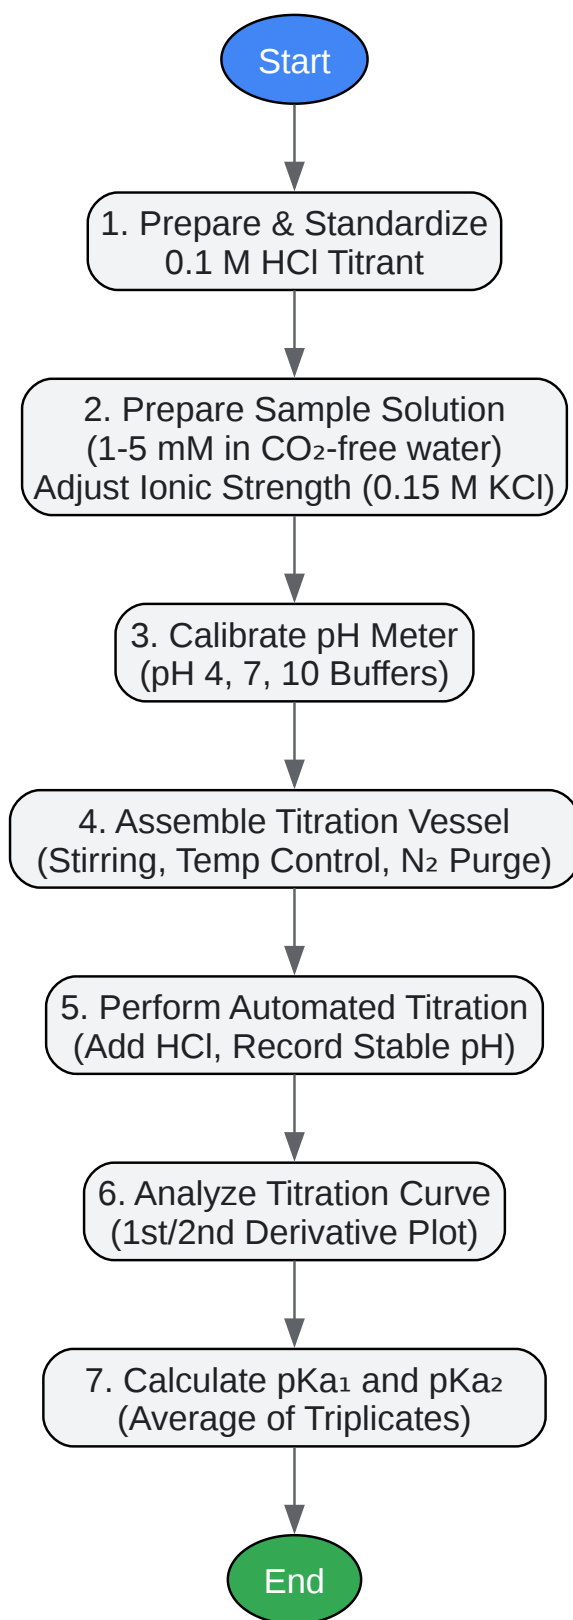 Start
1. Prepare & Standardize
0.1 M HCl Titrant
2. Prepare Sample Solution
(1-5 mM in CO₂-free water)
Adjust Ionic Strength (0.15 M KCl)
3. Calibrate pH Meter
(pH 4, 7, 10 Buffers)
4. Assemble Titration Vessel
(Stirring, Temp Control, N₂ Purge)
5. Perform Automated Titration
(Add HCl, Record Stable pH)
6. Analyze Titration Curve
(1st/2nd Derivative Plot)
7. Calculate pKa₁ and pKa₂
(Average of Triplicates)
End